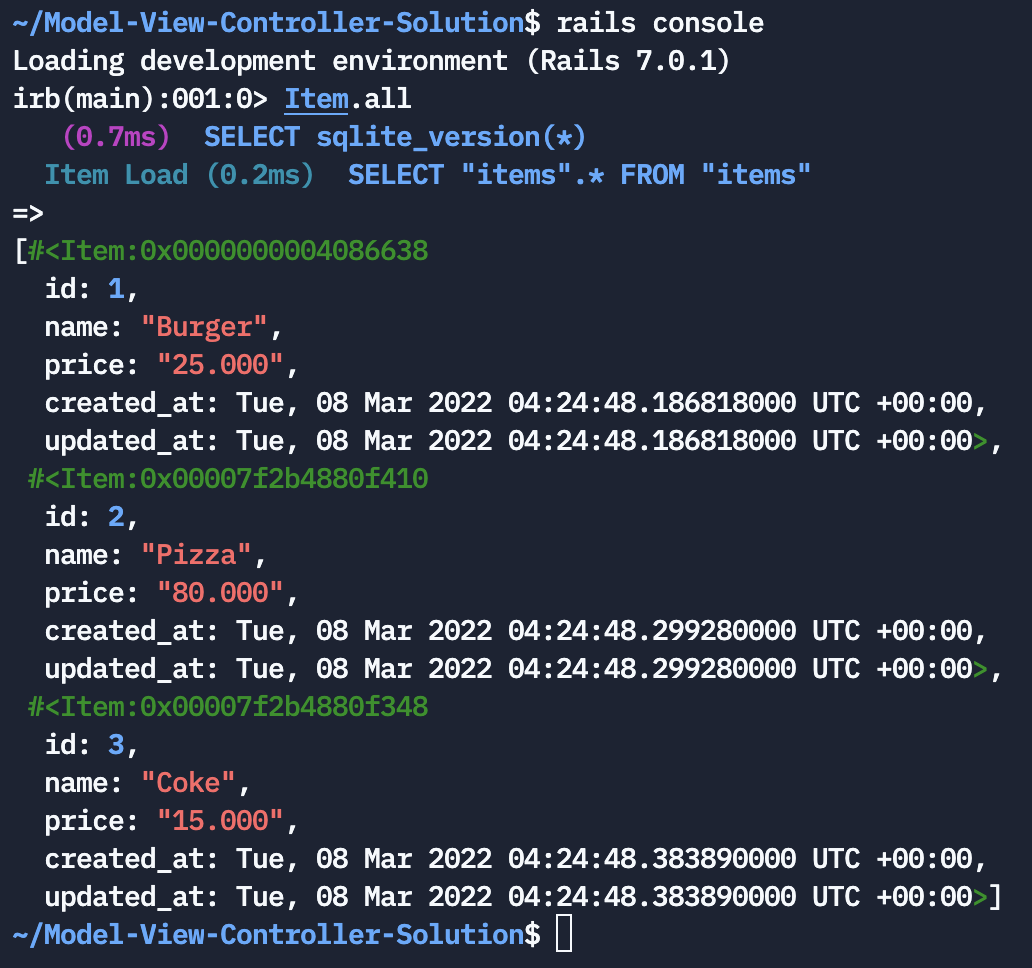 ~/Model-View-Controller-Solution$ rails console
Loading development environment (Rails 7.0.1)
irb(main):001:0> Item.all
   (0.7ms)  SELECT sqlite_version(*)
  Item Load (0.2ms)  SELECT "items".* FROM "items"
=>
[#<Item:0x0000000004086638
  id: 1,
  name: "Burger",
  price: "25.000",
  created_at: Tue, 08 Mar 2022 04:24:48.186818000 UTC +00:00,
  updated_at: Tue, 08 Mar 2022 04:24:48.186818000 UTC +00:00>,
 #<Item:0x00007f2b4880f410
  id: 2,
  name: "Pizza",
  price: "80.000",
  created_at: Tue, 08 Mar 2022 04:24:48.299280000 UTC +00:00,
  updated_at: Tue, 08 Mar 2022 04:24:48.299280000 UTC +00:00>,
 #<Item:0x00007f2b4880f348
  id: 3,
  name: "Coke",
  price: "15.000",
  created_at: Tue, 08 Mar 2022 04:24:48.383890000 UTC +00:00,
  updated_at: Tue, 08 Mar 2022 04:24:48.383890000 UTC +00:00>]
~/Model-View-Controller-Solution$